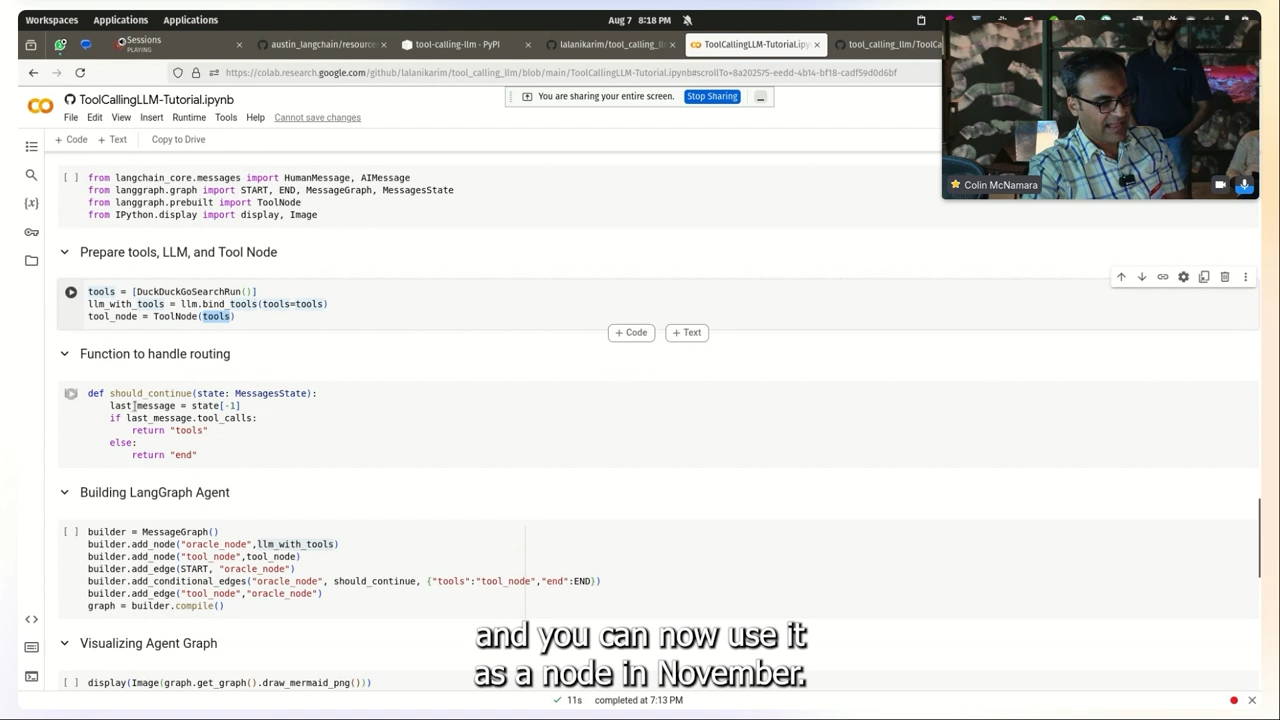 Workspaces Applications Applications Aug 7 8:18 PM
Sessions
PLAYING
austin_langchain/resource
tool-calling-llm · PyPI
lalanikarim/tool_calling_ll
ToolCallingLLM-Tutorial.ipyn
tool_calling_llm/ToolCa
https://colab.research.google.com/github/lalanikarim/tool_calling_llm/blob/main/ToolCallingLLM-Tutorial.ipynb#scrollTo=8a202575-eedd-4b14-bf18-cadf59d0d6bf
ToolCallingLLM-Tutorial.ipynb
You are sharing your entire screen. Stop Sharing
File Edit View Insert Runtime Tools Help Cannot save changes
+ Code + Text Copy to Drive
Colin McNamara
[ ] from langchain_core.messages import HumanMessage, AIMessage
from langgraph.graph import START, END, MessageGraph, MessagesState
from langgraph.prebuilt import ToolNode
from IPython.display import display, Image
Prepare tools, LLM, and Tool Node
tools = [DuckDuckGoSearchRun()]
llm_with_tools = llm.bind_tools(tools=tools)
tool_node = ToolNode(tools)
+ Code + Text
Function to handle routing
def should_continue(state: MessagesState):
last_message = state[-1]
if last_message.tool_calls:
return "tools"
else:
return "end"
Building LangGraph Agent
[ ] builder = MessageGraph()
builder.add_node("oracle_node",llm_with_tools)
builder.add_node("tool_node",tool_node)
builder.add_edge(START, "oracle_node")
builder.add_conditional_edges("oracle_node", should_continue, {"tools":"tool_node","end":END})
builder.add_edge("tool_node","oracle_node")
graph = builder.compile()
Visualizing Agent Graph
[ ] display(Image(graph.get_graph().draw_mermaid_png()))
and you can now use it
as a node in November.
11s completed at 7:13 PM